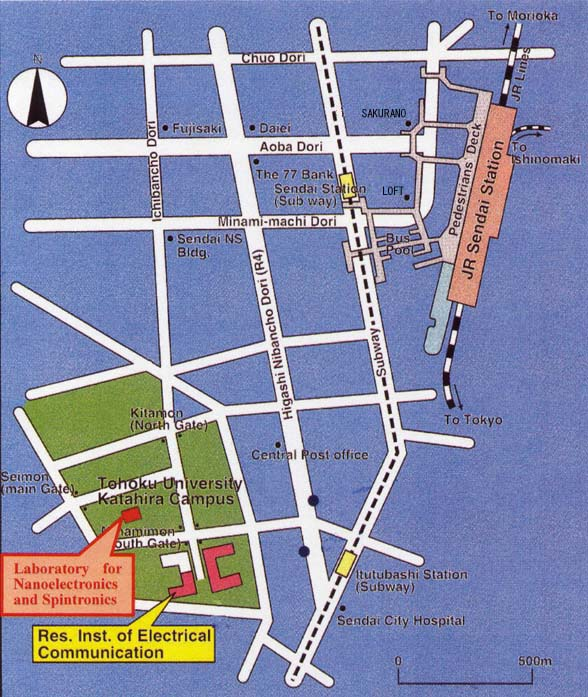 To Morioka
N
Chuo Dori
JR Lines
SAKURANO
Fujisaki
Daiei
To
Ishinomaki
Ichibancho Dori
Aoba Dori
Pedestrians' Deck
JR Sendai Station
The 77 Bank
Sendai Station
(Sub way)
LOFT
Minami-machi Dori
Sendai NS
Bldg.
Bus
Pool
Higashi Nibancho Dori (R4)
Subway
To Tokyo
Kitamon
(North Gate)
Central Post office
Seimon
(main Gate)
Tohoku University
Katahira Campus
Minamimon
(South Gate)
Laboratory for
Nanoelectronics
and Spintronics
Itutubashi Station
(Subway)
Sendai City Hospital
Res. Inst. of Electrical
Communication
0
500m